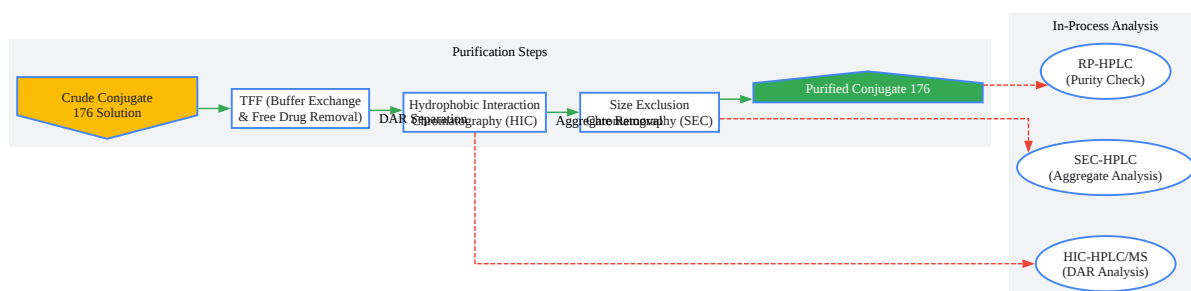 Purification Steps
Crude Conjugate
176 Solution
TFF (Buffer Exchange
& Free Drug Removal)
DAR Separation
Hydrophobic Interaction
Chromatography (HIC)
Aggregate Removal
Size Exclusion
Chromatography (SEC)
Purified Conjugate 176
In-Process Analysis
RP-HPLC
(Purity Check)
SEC-HPLC
(Aggregate Analysis)
HIC-HPLC/MS
(DAR Analysis)